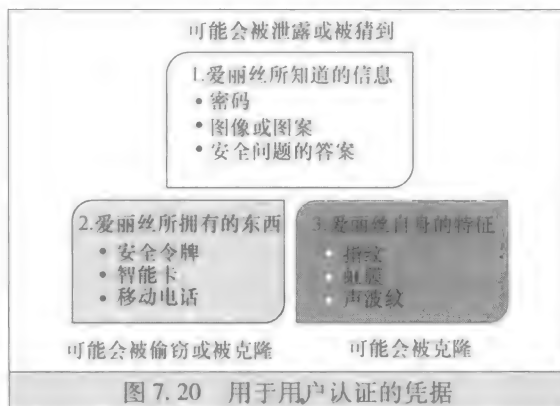 可能会被泄露或被猜到
1.爱丽丝所知道的信息
• 密码
• 图像或图案
• 安全问题的答案
2.爱丽丝所拥有的东西
• 安全令牌
• 智能卡
• 移动电话
3.爱丽丝自身的特征
• 指纹
• 虹膜
• 声波纹
可能会被偷窃或被克隆
可能会被克隆
图 7.20 用于用户认证的凭据